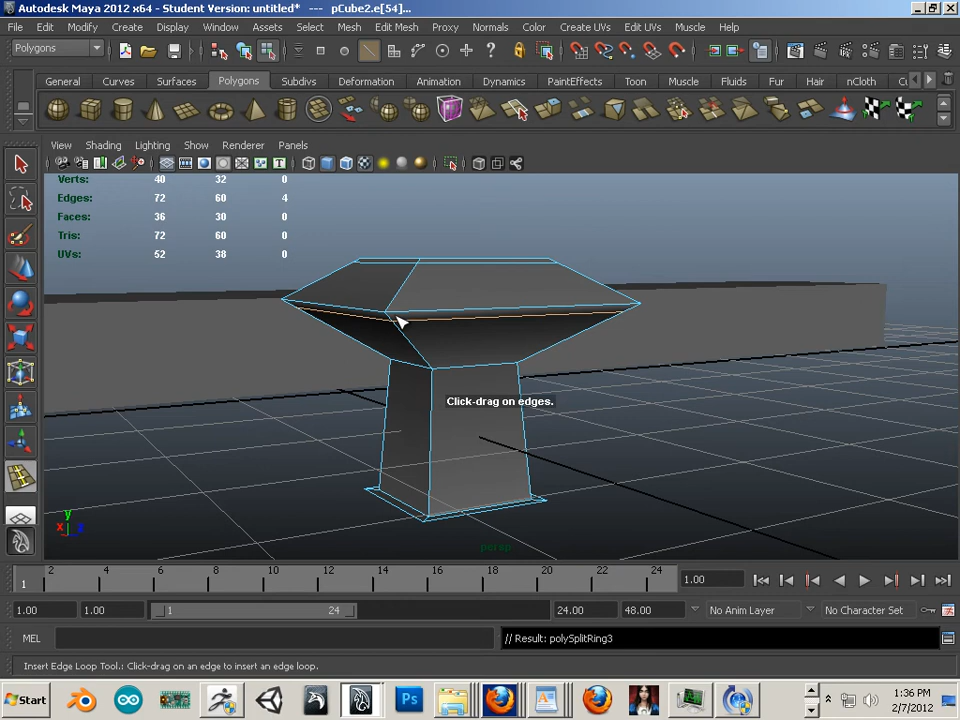 Autodesk Maya 2012 x64 - Student Version: untitled*   ---   pCube2.e[54]...
File Edit Modify Create Display Window Assets Select Mesh Edit Mesh Proxy Normals Color Create UVs Edit UVs Muscle Help
Polygons
General Curves Surfaces Polygons Subdivs Deformation Animation Dynamics PaintEffects Toon Muscle Fluids Fur Hair nCloth
View Shading Lighting Show Renderer Panels
Verts: 40 32 0
Edges: 72 60 4
Faces: 36 30 0
Tris: 72 60 0
UVs: 52 38 0
Click-drag on edges.
y
x
persp
2 4 6 8 10 12 14 16 18 20 22 24
1 1.00
1.00 1.00 1 24 24.00 48.00 No Anim Layer No Character Set
MEL // Result: polySplitRing3
Insert Edge Loop Tool.: Click-drag on an edge to insert an edge loop.
Start Ps 1:36 PM
2/7/2012